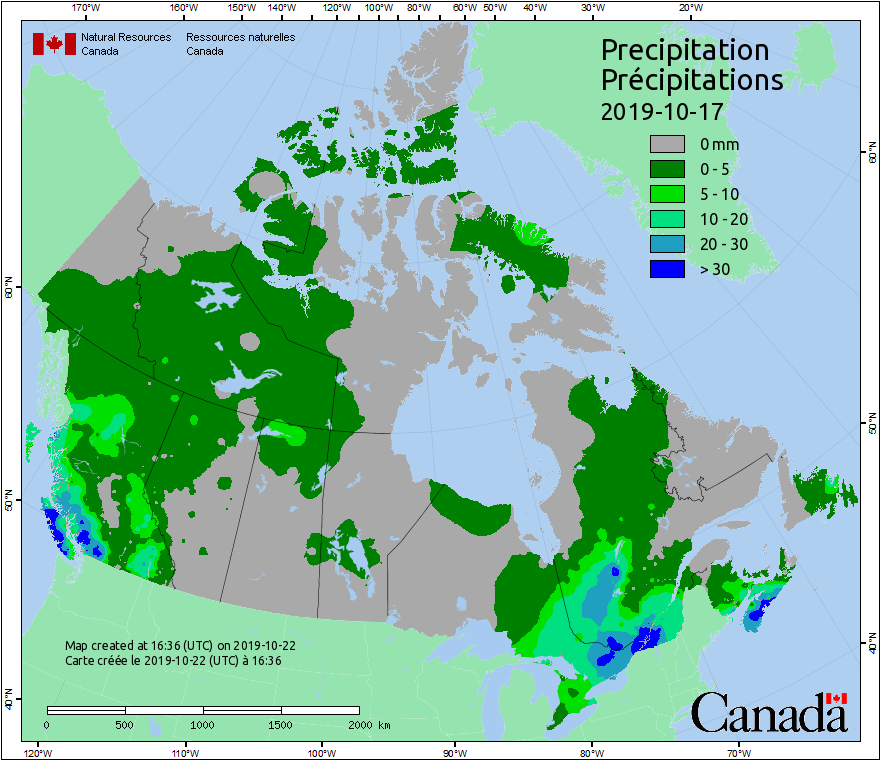 170°W 160°W 150°W 140°W 130°W 120°W 110°W 100°W 90°W 80°W 60°W 50°W 40°W 30°W 20°W
Natural Resources Canada
Ressources naturelles Canada
Precipitation
Précipitations
2019-10-17
0 mm
0 - 5
5 - 10
10 - 20
20 - 30
> 30
60°N
50°N
40°N
60°N
50°N
40°N
Map created at 16:36 (UTC) on 2019-10-22
Carte créée le 2019-10-22 (UTC) à 16:36
0 500 1000 1500 2000 km
Canada
120°W 110°W 100°W 90°W 80°W 70°W